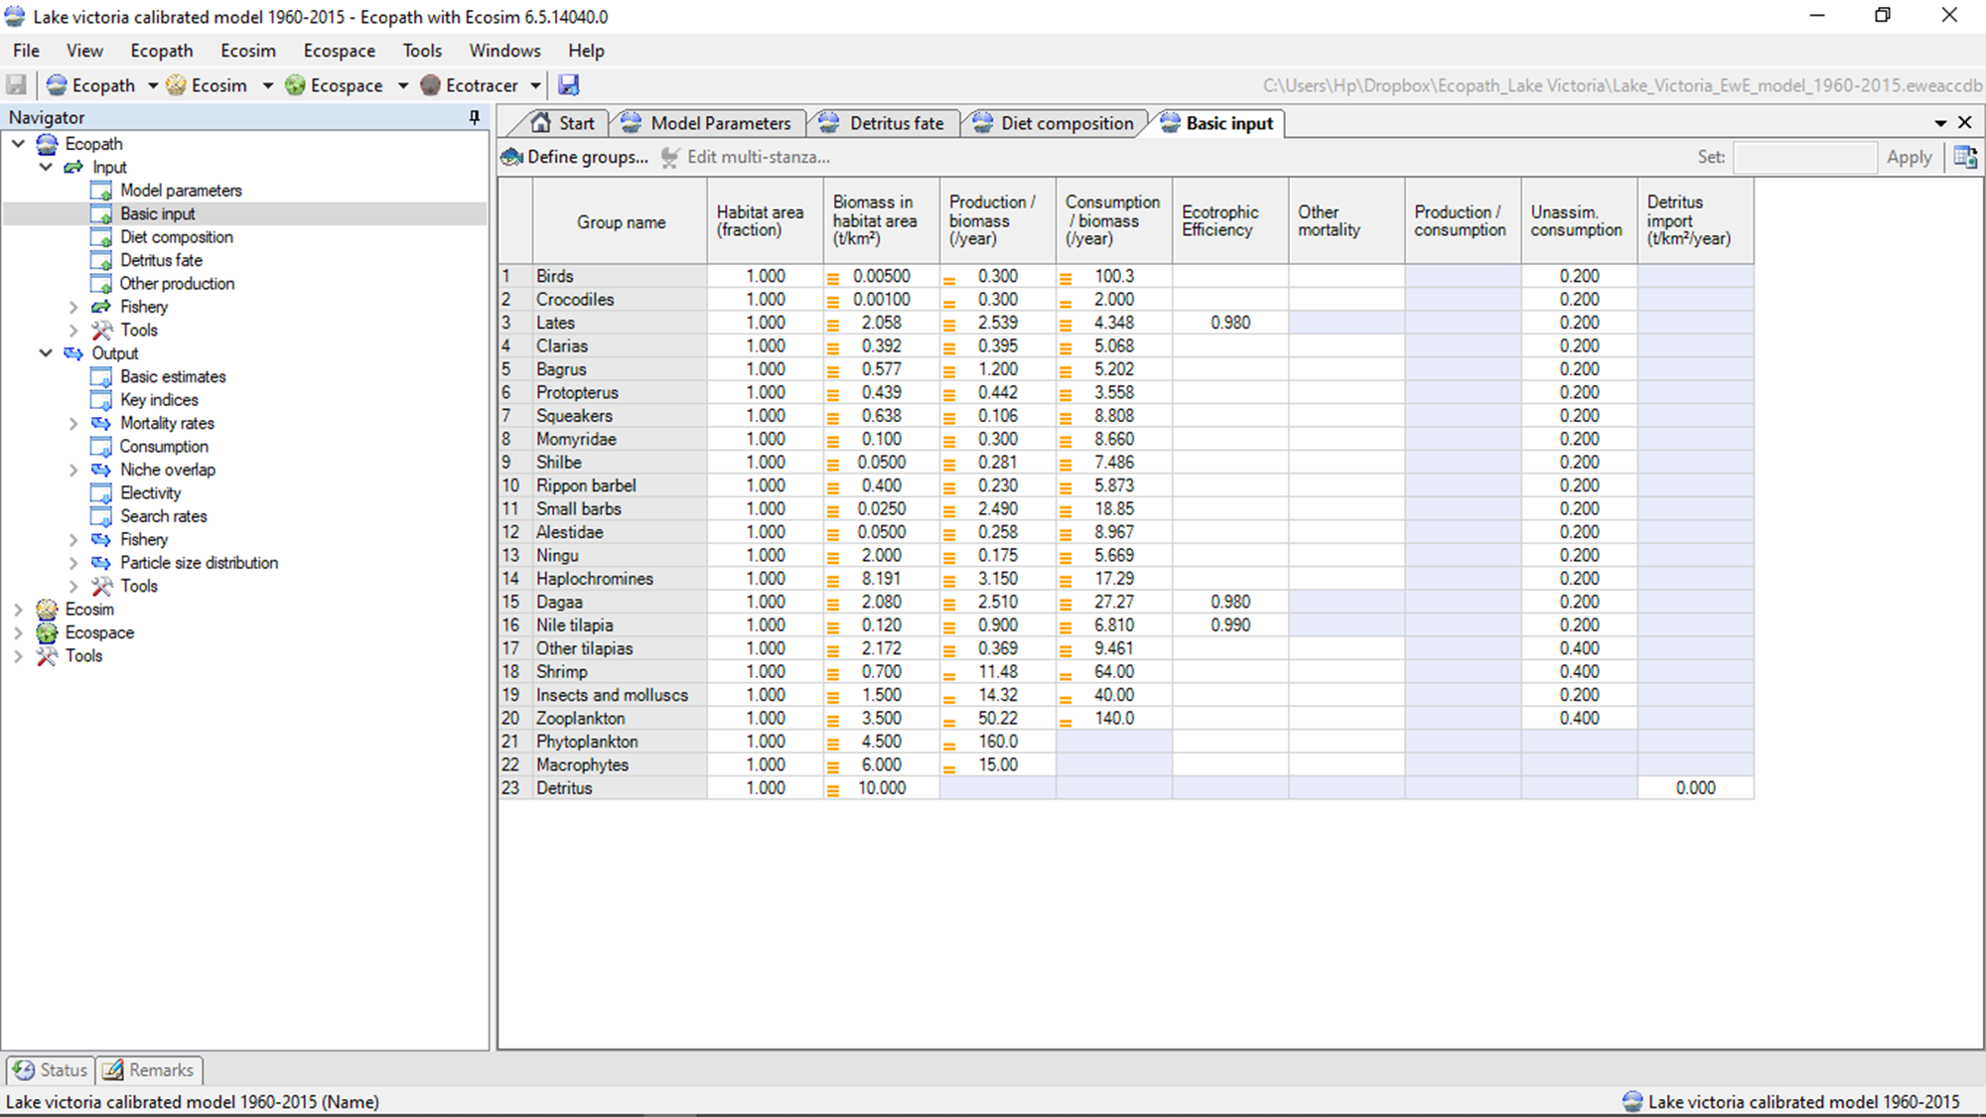 Lake victoria calibrated model 1960-2015 - Ecopath with Ecosim 6.5.14040.0
File View Ecopath Ecosim Ecospace Tools Windows Help
Ecopath Ecosim Ecospace Ecotracer C:\Users\Hp\Dropbox\Ecopath_Lake Victoria\Lake_Victoria_EwE_model_1960-2015.eweaccdb
Navigator
Ecopath
Input
Model parameters
Basic input
Diet composition
Detritus fate
Other production
Fishery
Tools
Output
Basic estimates
Key indices
Mortality rates
Consumption
Niche overlap
Electivity
Search rates
Fishery
Particle size distribution
Tools
Ecosim
Ecospace
Tools
Start Model Parameters Detritus fate Diet composition Basic input
Define groups... Edit multi-stanza... Set: Apply
Group name
Habitat area
(fraction)
Biomass in
habitat area
(t/km²)
Production /
biomass
(/year)
Consumption
/ biomass
(/year)
Ecotrophic
Efficiency
Other
mortality
Production /
consumption
Unassim.
consumption
Detritus
import
(t/km²/year)
1 Birds 1.000 0.00500 0.300 100.3 0.200
2 Crocodiles 1.000 0.00100 0.300 2.000 0.200
3 Lates 1.000 2.058 2.539 4.348 0.980 0.200
4 Clarias 1.000 0.392 0.395 5.068 0.200
5 Bagrus 1.000 0.577 1.200 5.202 0.200
6 Protopterus 1.000 0.439 0.442 3.558 0.200
7 Squeakers 1.000 0.638 0.106 8.808 0.200
8 Momyridae 1.000 0.100 0.300 8.660 0.200
9 Shilbe 1.000 0.0500 0.281 7.486 0.200
10 Rippon barbel 1.000 0.400 0.230 5.873 0.200
11 Small barbs 1.000 0.0250 2.490 18.85 0.200
12 Alestidae 1.000 0.0500 0.258 8.967 0.200
13 Ningu 1.000 2.000 0.175 5.669 0.200
14 Haplochromines 1.000 8.191 3.150 17.29 0.200
15 Dagaa 1.000 2.080 2.510 27.27 0.980 0.200
16 Nile tilapia 1.000 0.120 0.900 6.810 0.990 0.200
17 Other tilapias 1.000 2.172 0.369 9.461 0.400
18 Shrimp 1.000 0.700 11.48 64.00 0.400
19 Insects and molluscs 1.000 1.500 14.32 40.00 0.200
20 Zooplankton 1.000 3.500 50.22 140.0 0.400
21 Phytoplankton 1.000 4.500 160.0
22 Macrophytes 1.000 6.000 15.00
23 Detritus 1.000 10.000 0.000
Status Remarks
Lake victoria calibrated model 1960-2015 (Name) Lake victoria calibrated model 1960-2015